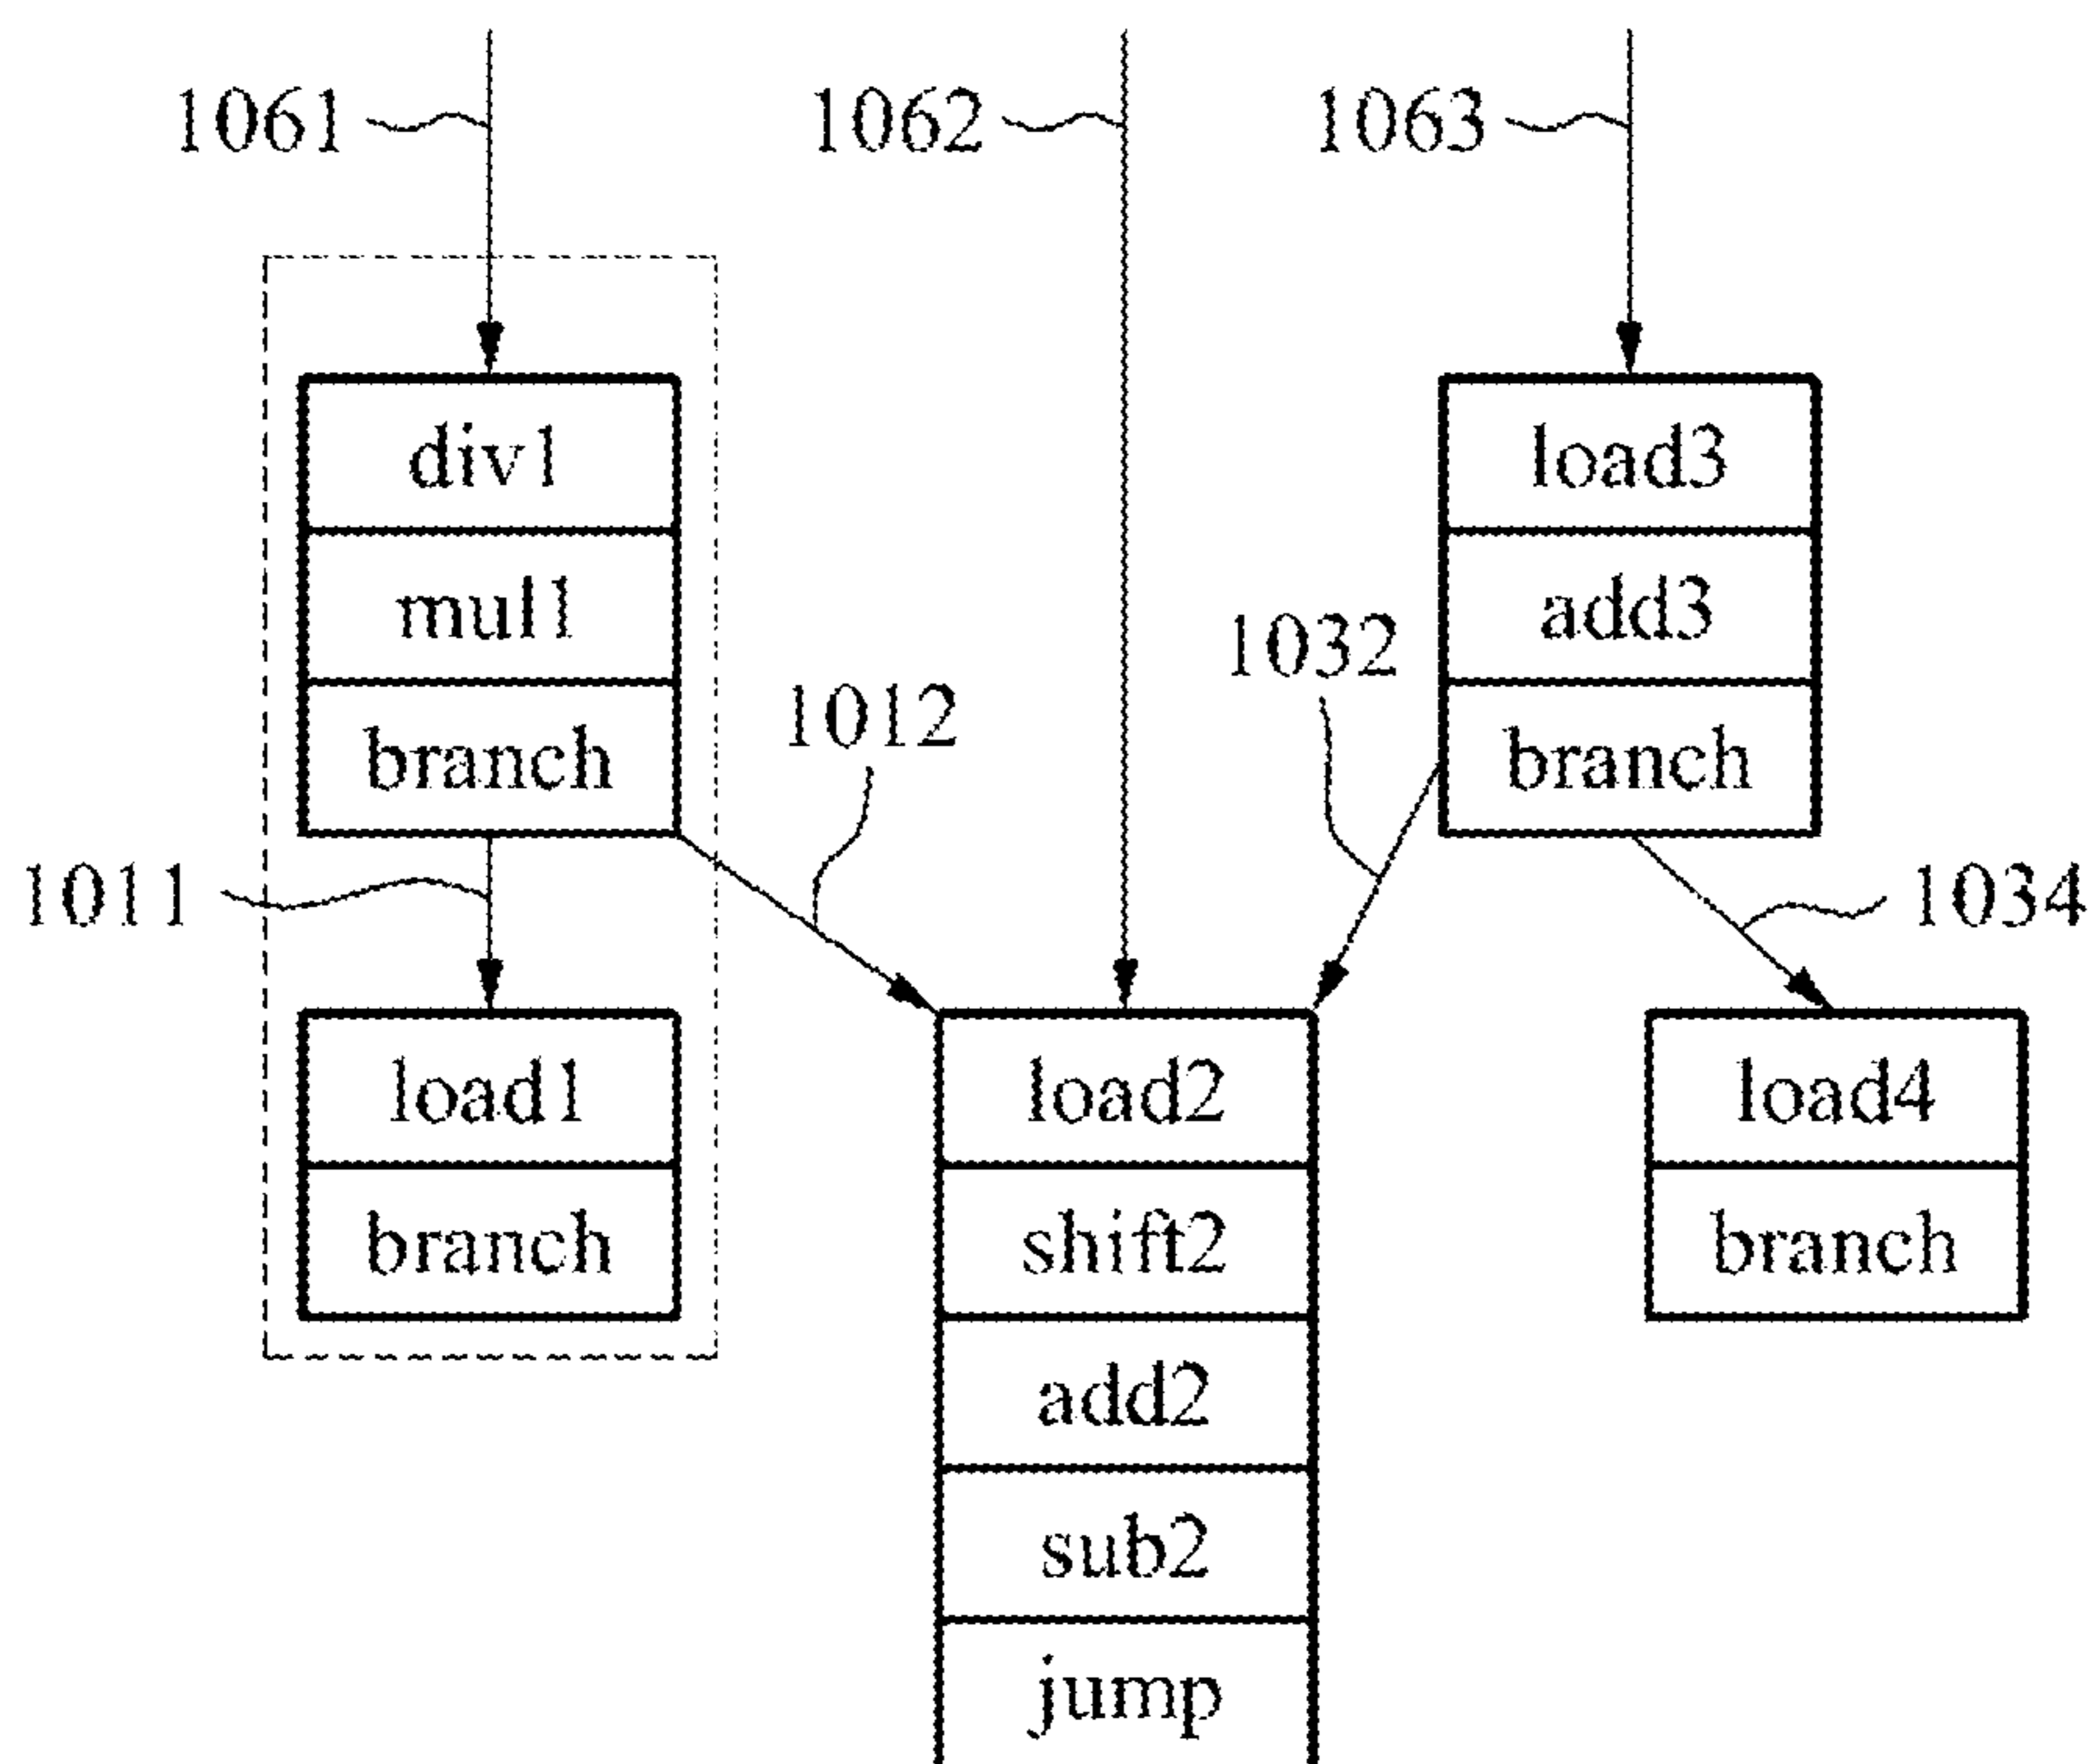 1061
1062
1063
div1
mul1
branch
load3
add3
branch
1012
1032
1011
1034
load1
branch
load2
shift2
add2
sub2
jump
load4
branch